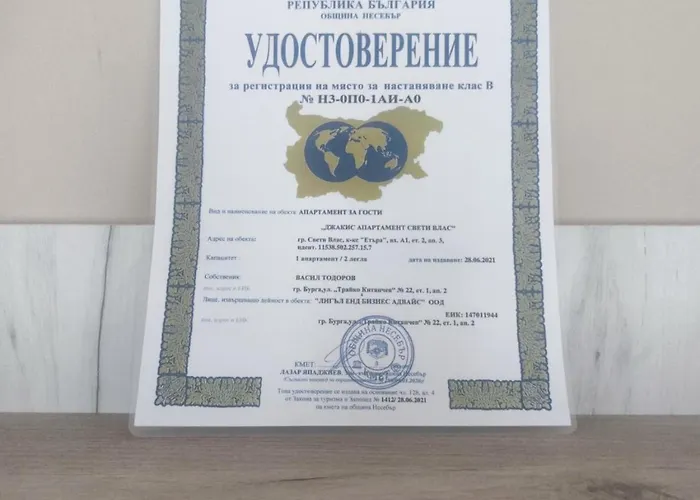 РЕПУБЛИКА БЪЛГАРИЯ
ОБЩИНА НЕСЕБЪР
УДОСТОВЕРЕНИЕ
за регистрация на място за настаняване клас В
№ НЗ-0П0-1АИ-А0
Вид и наименование на обекта: АПАРТАМЕНТ ЗА ГОСТИ
„ДЖАКИС АПАРТАМЕНТ СВЕТИ ВЛАС"
Адрес на обекта: гр. Свети Влас, к-кс "Етъра", вх. А1, ет. 2, ап. 3,
идент. 11538.502.257.15.7
Капацитет: 1 апартамент / 2 легла дата на издаване: 28.06.2021
Собственик: ВАСИЛ ТОДОРОВ
гр. Бургас, ул. „Трайко Китанчев" № 22, ет. 1, ап. 2
Лице, извършващо дейност в обекта: "ЛИГЪЛ ЕНД БИЗНЕС АДВАЙС" ООД
ЕИК: 147011944
гр. Бургас, ул. „Трайко Китанчев" № 22, ет. 1, ап. 2
ОБЩИНА НЕСЕБЪР
КМЕТ:
ЛАЗАР ЯПАДЖИЕВ,
Това удостоверение се издава на основание чл. 128, ал. 4
от Закона за туризма и Заповед № 1412/ 28.06.2021
на кмета на община Несебър